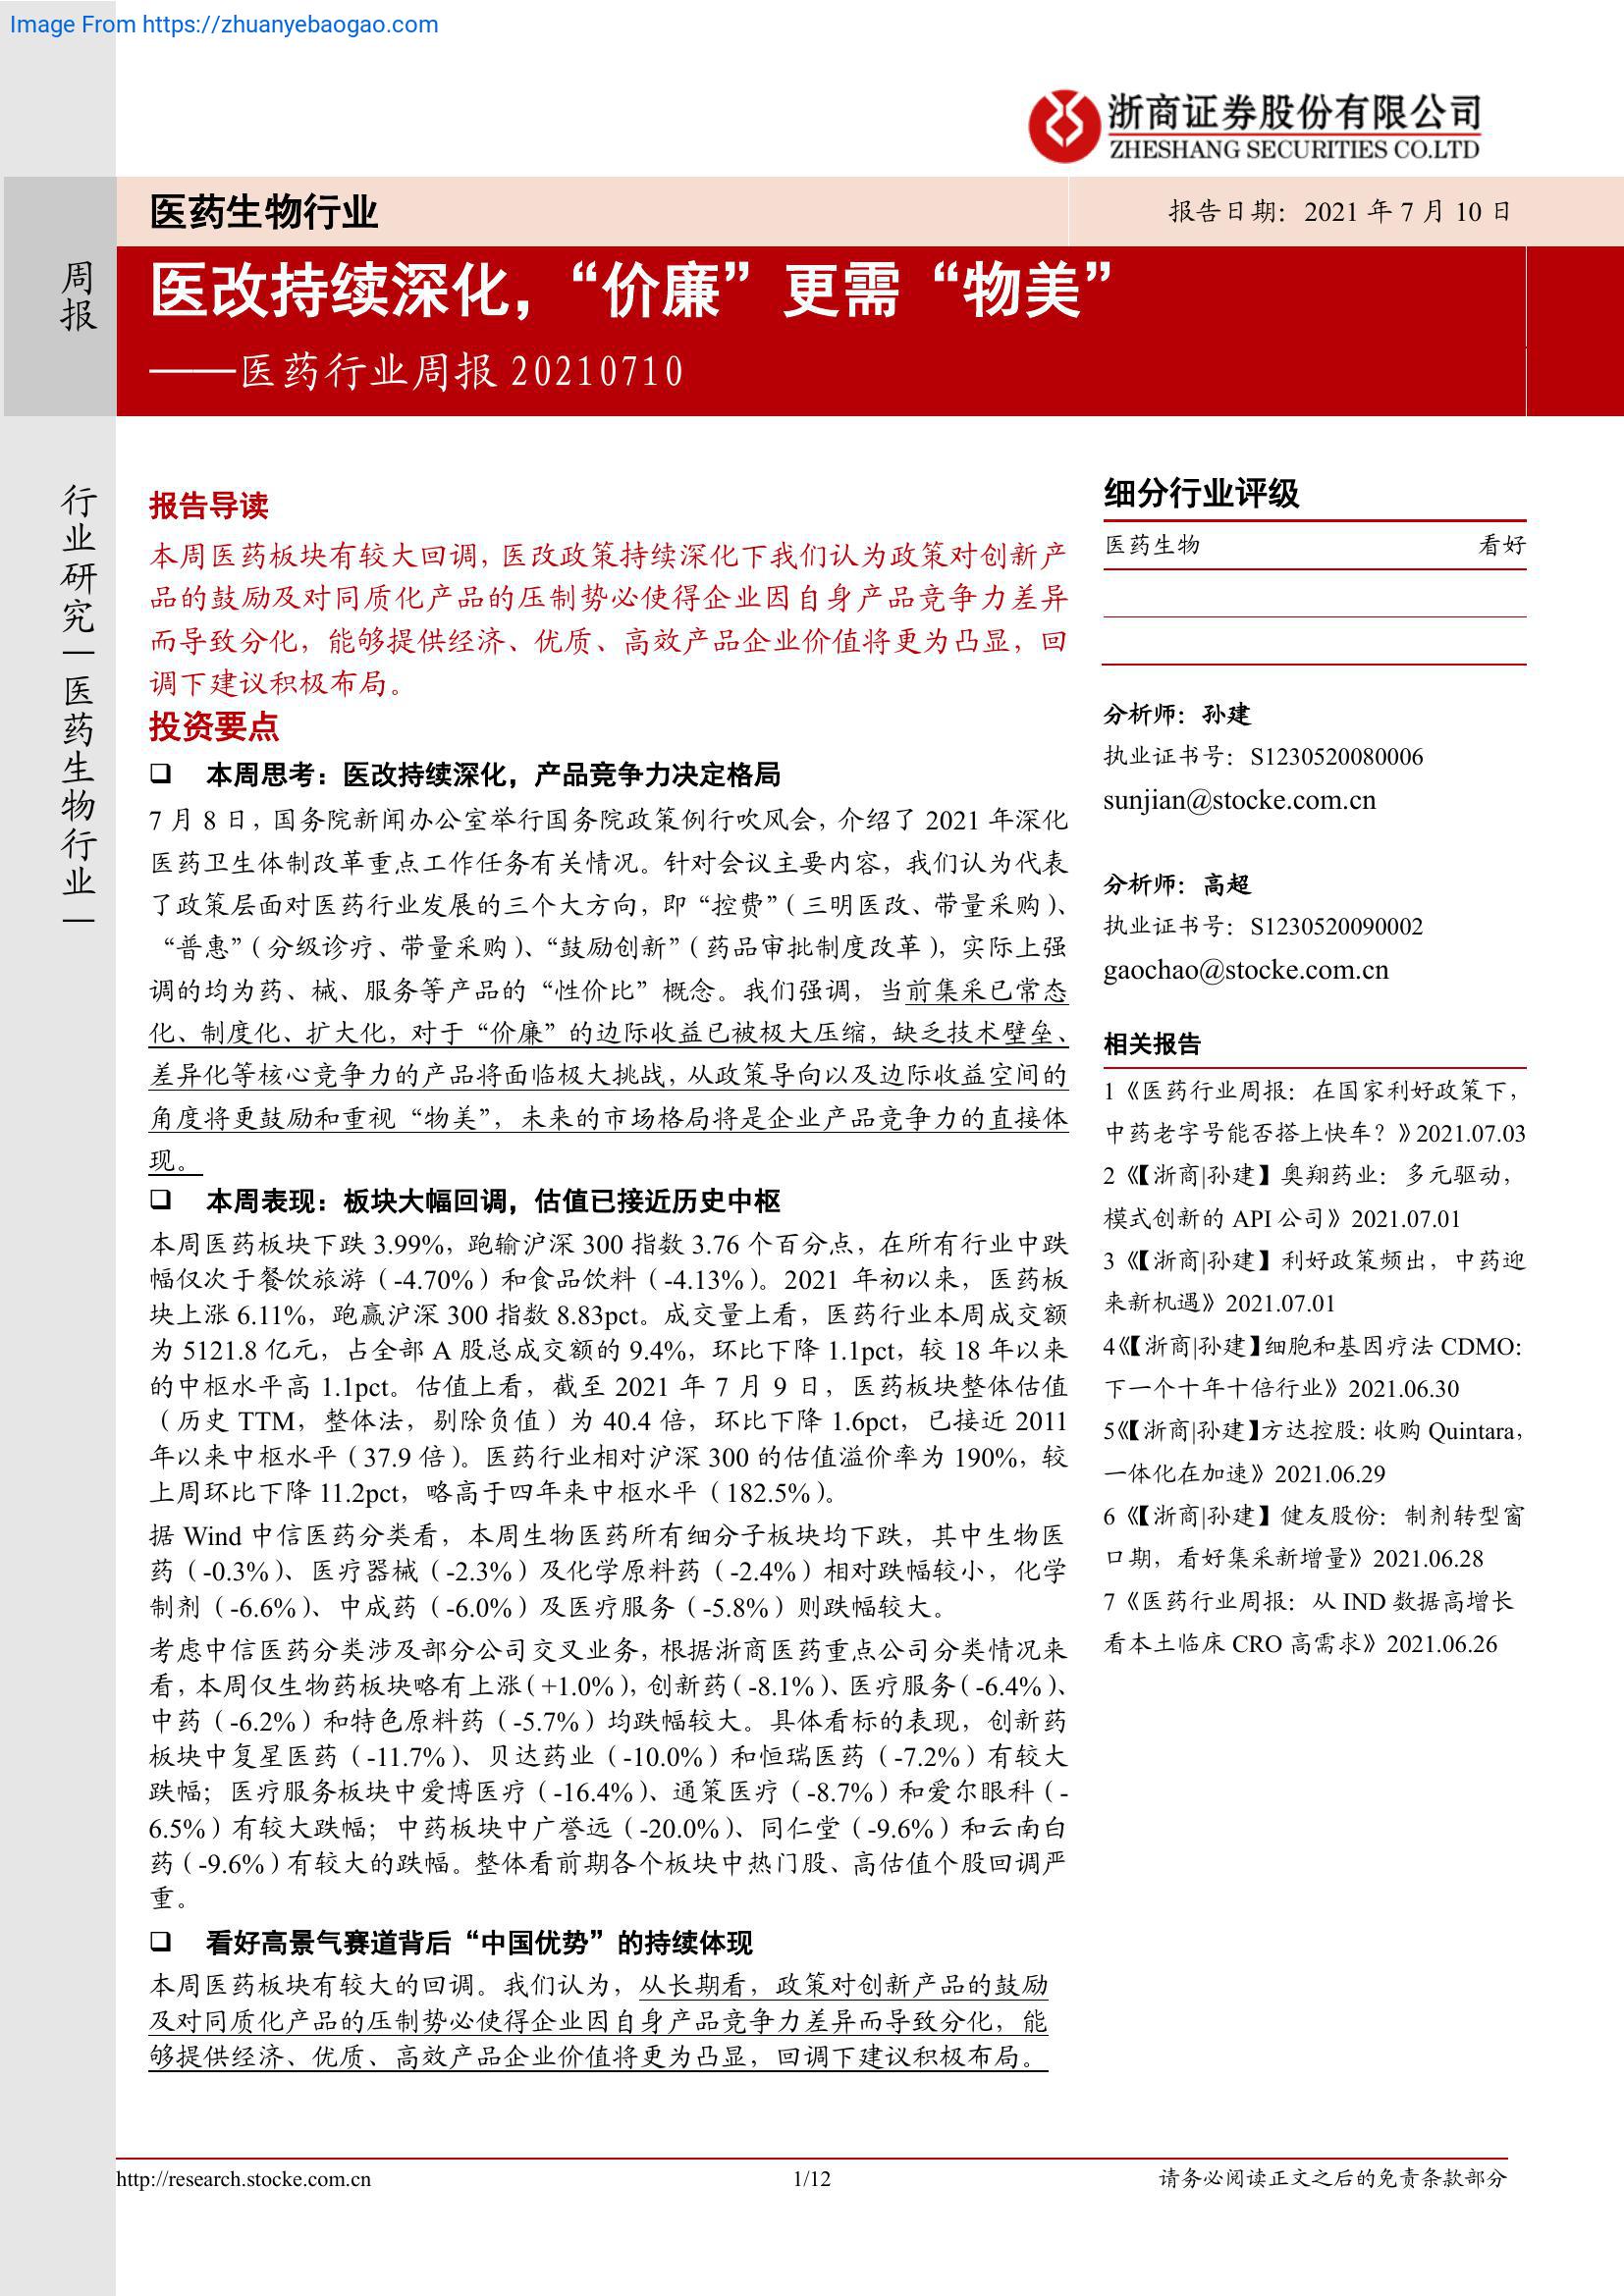 Image From https://zhuanyebaogao.com
浙商证券股份有限公司
ZHESHANG SECURITIES CO.LTD
医药生物行业
报告日期：2021 年 7 月 10 日
周报
医改持续深化，“价廉”更需“物美”
——医药行业周报 20210710
行业研究｜医药生物行业｜
报告导读
本周医药板块有较大回调，医改政策持续深化下我们认为政策对创新产
品的鼓励及对同质化产品的压制势必使得企业因自身产品竞争力差异
而导致分化，能够提供经济、优质、高效产品企业价值将更为凸显，回
调下建议积极布局。
投资要点
❑ 本周思考：医改持续深化，产品竞争力决定格局
7 月 8 日，国务院新闻办公室举行国务院政策例行吹风会，介绍了 2021 年深化
医药卫生体制改革重点工作任务有关情况。针对会议主要内容，我们认为代表
了政策层面对医药行业发展的三个大方向，即“控费”（三明医改、带量采购）、
“普惠”（分级诊疗、带量采购）、“鼓励创新”（药品审批制度改革），实际上强
调的均为药、械、服务等产品的“性价比”概念。我们强调，当前集采已常态
化、制度化、扩大化，对于“价廉”的边际收益已被极大压缩，缺乏技术壁垒、
差异化等核心竞争力的产品将面临极大挑战，从政策导向以及边际收益空间的
角度将更鼓励和重视“物美”，未来的市场格局将是企业产品竞争力的直接体
现。
❑ 本周表现：板块大幅回调，估值已接近历史中枢
本周医药板块下跌 3.99%，跑输沪深 300 指数 3.76 个百分点，在所有行业中跌
幅仅次于餐饮旅游（-4.70%）和食品饮料（-4.13%）。2021 年初以来，医药板
块上涨 6.11%，跑赢沪深 300 指数 8.83pct。成交量上看，医药行业本周成交额
为 5121.8 亿元，占全部 A 股总成交额的 9.4%，环比下降 1.1pct，较 18 年以来
的中枢水平高 1.1pct。估值上看，截至 2021 年 7 月 9 日，医药板块整体估值
（历史 TTM，整体法，剔除负值）为 40.4 倍，环比下降 1.6pct，已接近 2011
年以来中枢水平（37.9 倍）。医药行业相对沪深 300 的估值溢价率为 190%，较
上周环比下降 11.2pct，略高于四年来中枢水平（182.5%）。
据 Wind 中信医药分类看，本周生物医药所有细分子板块均下跌，其中生物医
药（-0.3%）、医疗器械（-2.3%）及化学原料药（-2.4%）相对跌幅较小，化学
制剂（-6.6%）、中成药（-6.0%）及医疗服务（-5.8%）则跌幅较大。
考虑中信医药分类涉及部分公司交叉业务，根据浙商医药重点公司分类情况来
看，本周仅生物药板块略有上涨（+1.0%），创新药（-8.1%）、医疗服务（-6.4%）、
中药（-6.2%）和特色原料药（-5.7%）均跌幅较大。具体看标的表现，创新药
板块中复星医药（-11.7%）、贝达药业（-10.0%）和恒瑞医药（-7.2%）有较大
跌幅；医疗服务板块中爱博医疗（-16.4%）、通策医疗（-8.7%）和爱尔眼科（-
6.5%）有较大跌幅；中药板块中广誉远（-20.0%）、同仁堂（-9.6%）和云南白
药（-9.6%）有较大的跌幅。整体看前期各个板块中热门股、高估值个股回调严
重。
❑ 看好高景气赛道背后“中国优势”的持续体现
本周医药板块有较大的回调。我们认为，从长期看，政策对创新产品的鼓励
及对同质化产品的压制势必使得企业因自身产品竞争力差异而导致分化，能
够提供经济、优质、高效产品企业价值将更为凸显，回调下建议积极布局。
细分行业评级
医药生物 看好
分析师：孙建
执业证书号：S1230520080006
sunjian@stocke.com.cn
分析师：高超
执业证书号：S1230520090002
gaochao@stocke.com.cn
相关报告
1《医药行业周报：在国家利好政策下，
中药老字号能否搭上快车？》2021.07.03
2《【浙商|孙建】奥翔药业：多元驱动，
模式创新的 API 公司》2021.07.01
3《【浙商|孙建】利好政策频出，中药迎
来新机遇》2021.07.01
4《【浙商|孙建】细胞和基因疗法 CDMO：
下一个十年十倍行业》2021.06.30
5《【浙商|孙建】方达控股：收购 Quintara，
一体化在加速》2021.06.29
6《【浙商|孙建】健友股份：制剂转型窗
口期，看好集采新增量》2021.06.28
7《医药行业周报：从 IND 数据高增长
看本土临床 CRO 高需求》2021.06.26
http://research.stocke.com.cn
1/12
请务必阅读正文之后的免责条款部分